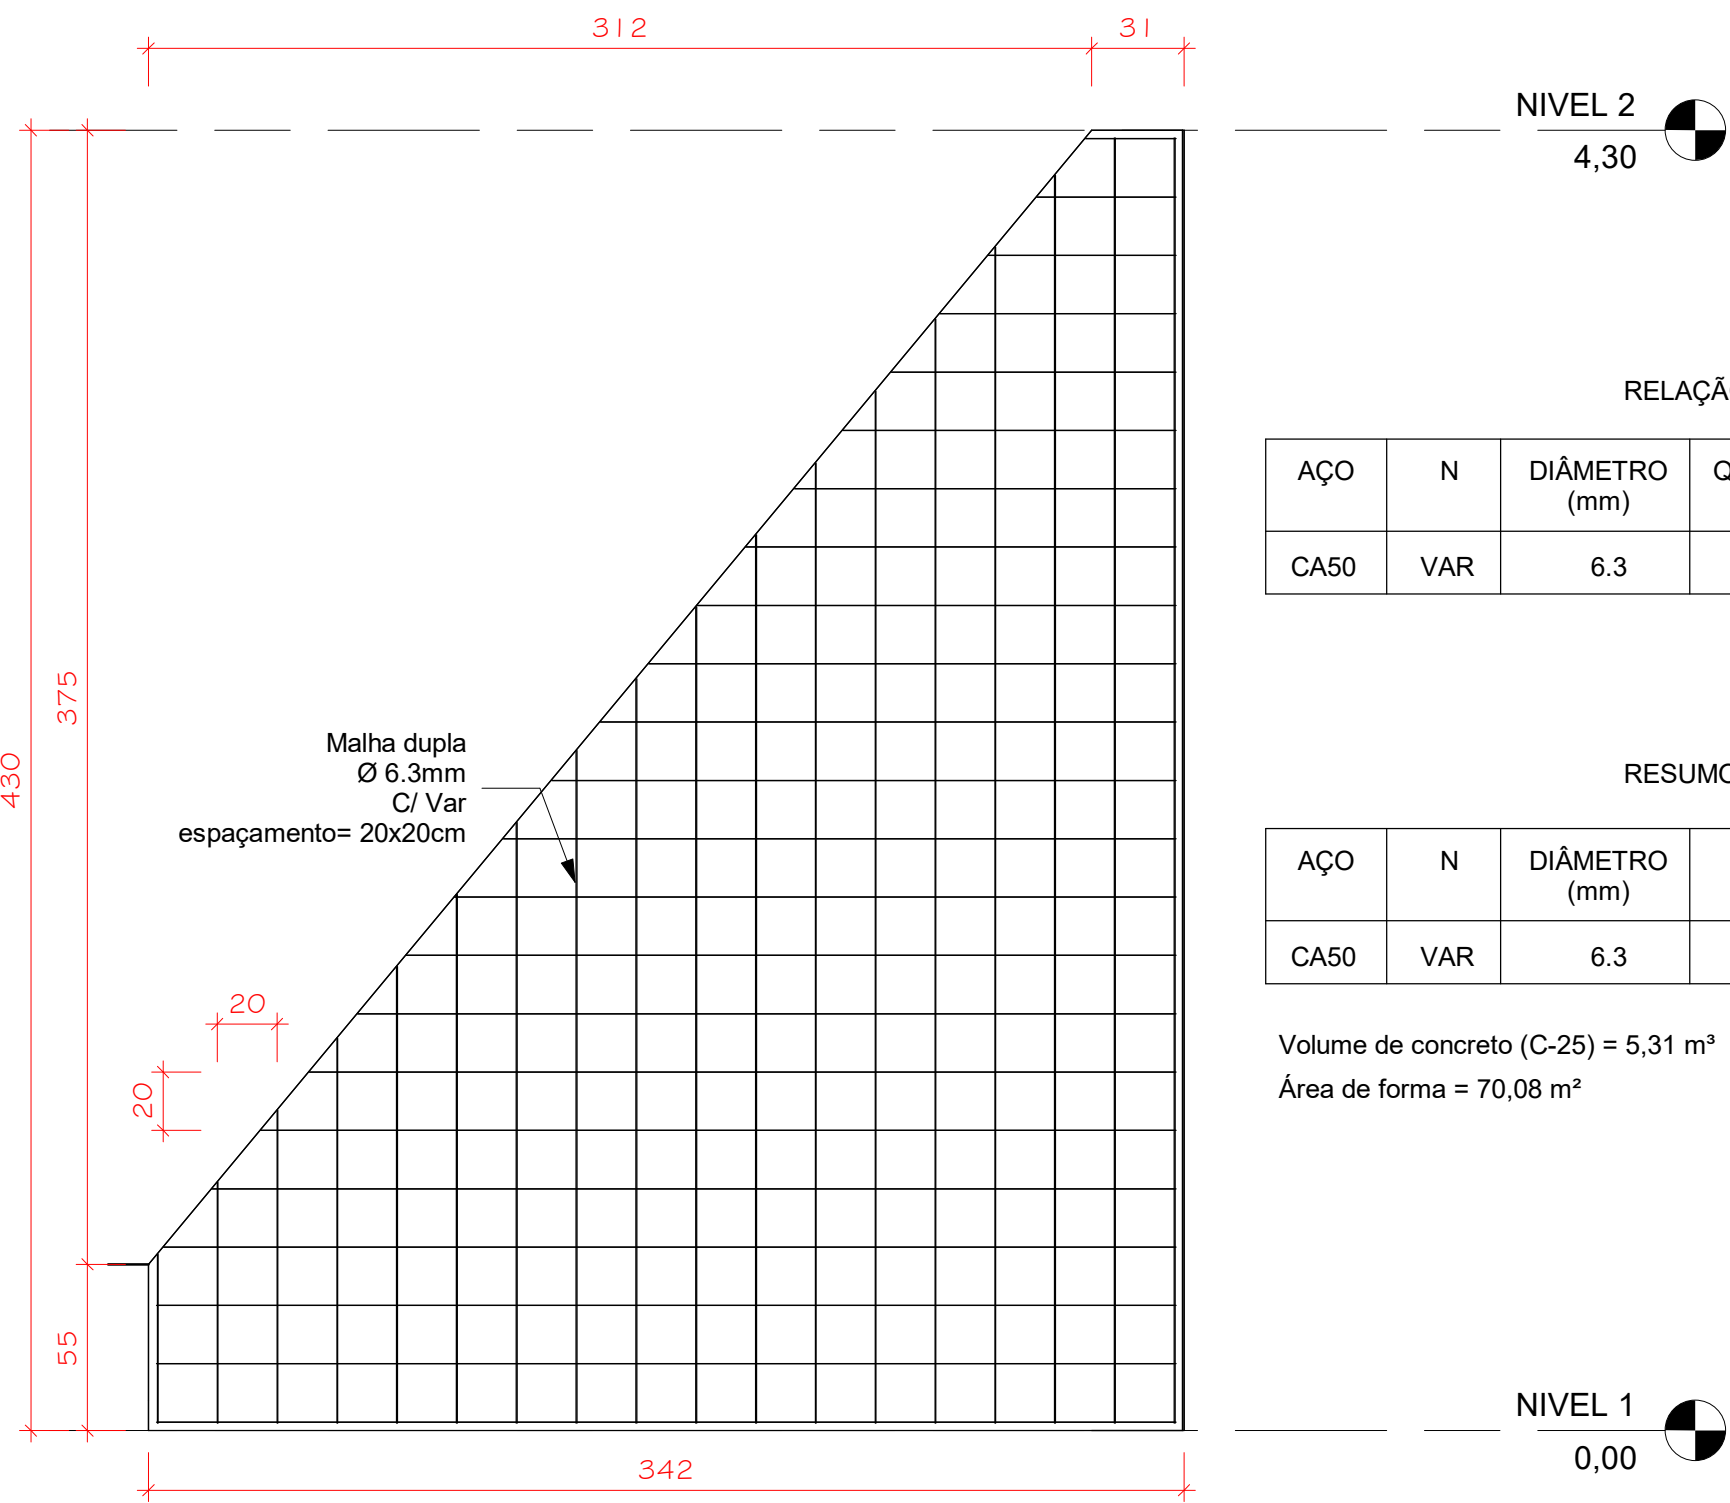 312
31
NIVEL 2
4,30
RELAÇÃ
AÇO N DIÂMETRO (mm) Q
CA50 VAR 6.3
375
430
Malha dupla
Ø 6.3mm
C/ Var
espaçamento= 20x20cm
RESUMO
AÇO N DIÂMETRO (mm)
CA50 VAR 6.3
20
20
Volume de concreto (C-25) = 5,31 m³
Área de forma = 70,08 m²
55
NIVEL 1
0,00
342